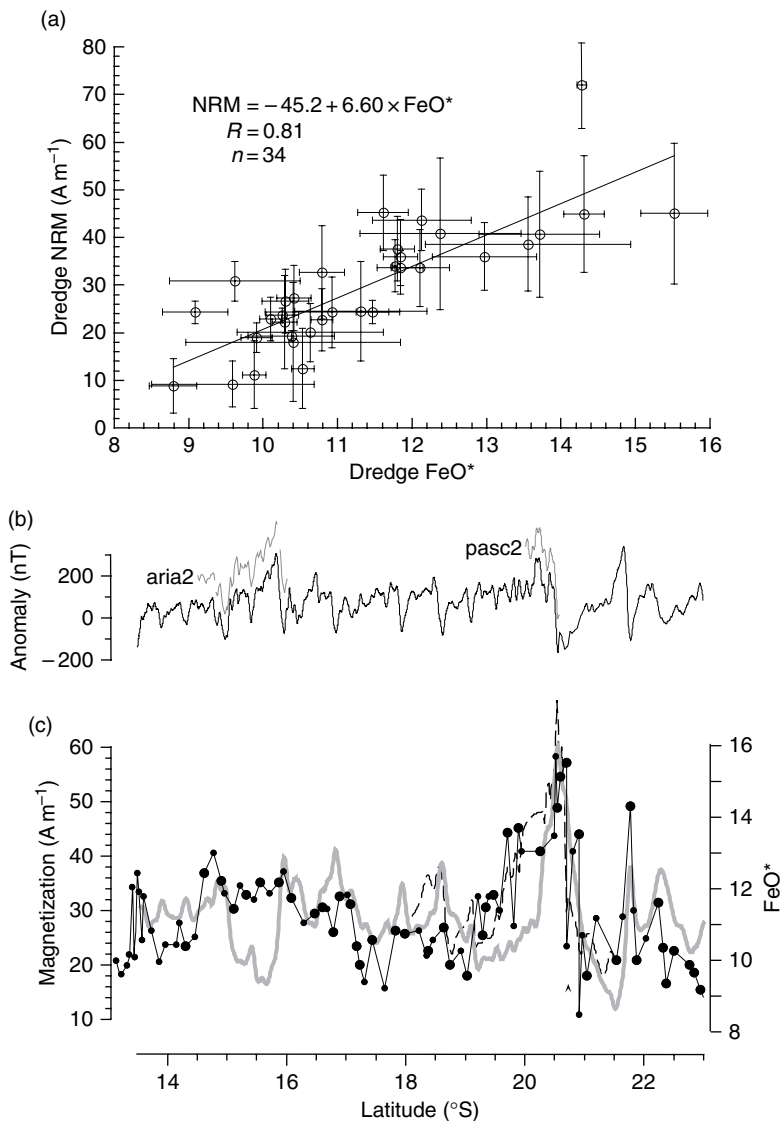 (a)
80
70
60
50
40
30
20
10
0
Dredge NRM (A m⁻¹)
NRM = −45.2 + 6.60 × FeO*
R = 0.81
n = 34
8 9 10 11 12 13 14 15 16
Dredge FeO*
(b)
Anomaly (nT)
200
0
−200
aria2
pasc2
(c)
Magnetization (A m⁻¹)
60
50
40
30
20
10
16
14
12
10
8
FeO*
14 16 18 20 22
Latitude (°S)